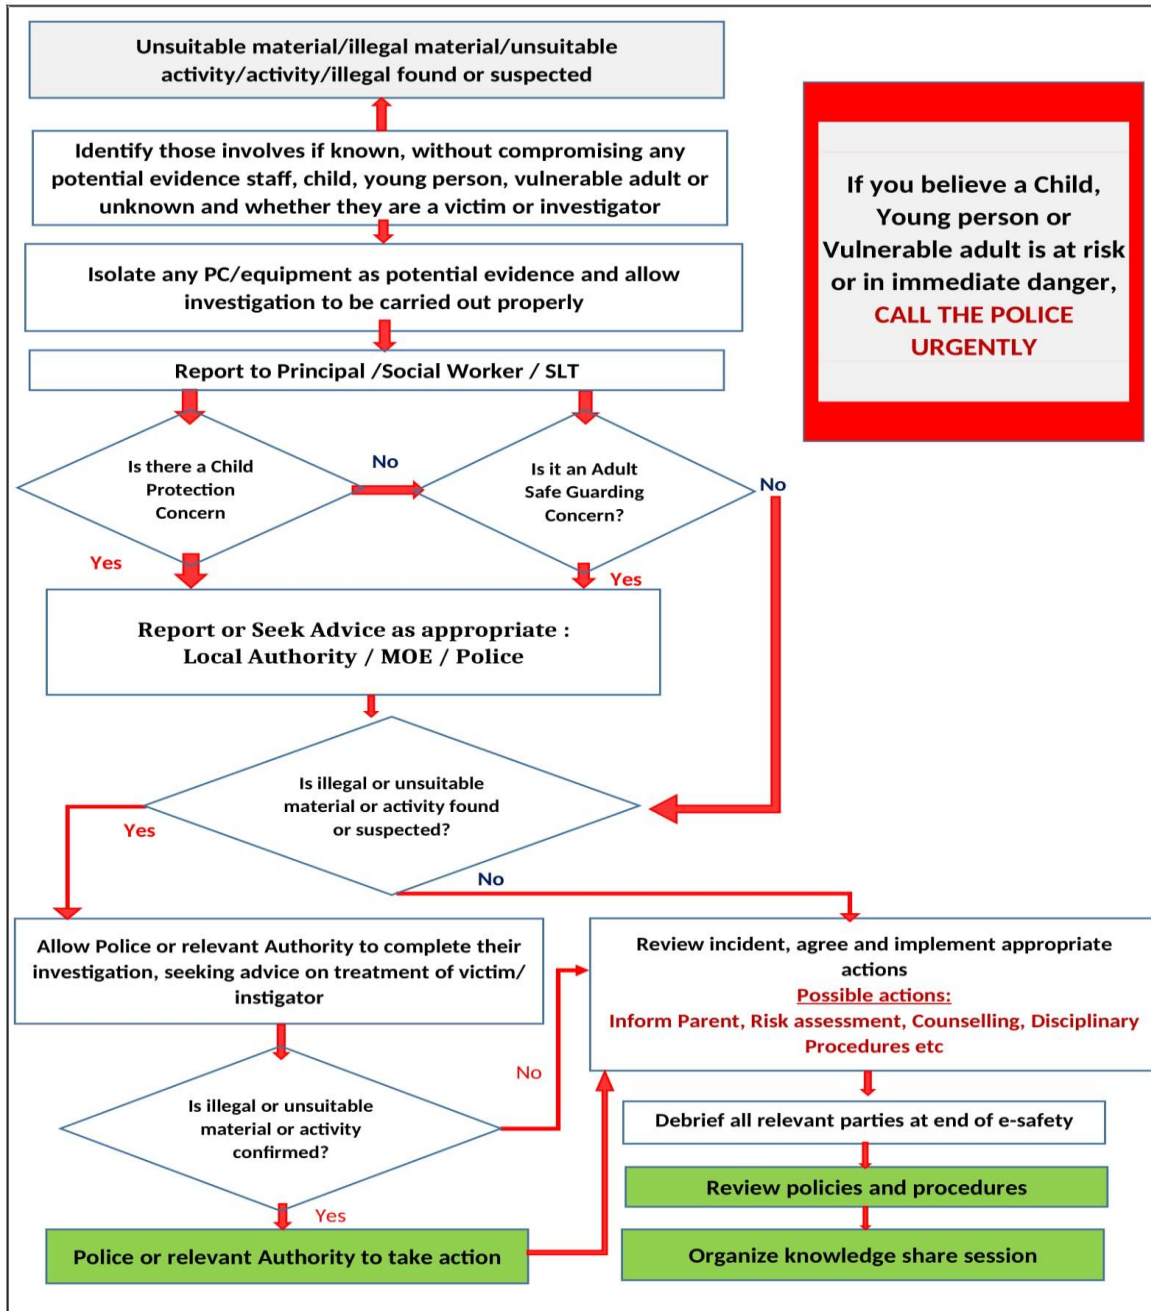 Unsuitable material/illegal material/unsuitable
activity/activity/illegal found or suspected
Identify those involves if known, without compromising any
potential evidence staff, child, young person, vulnerable adult or
unknown and whether they are a victim or investigator
Isolate any PC/equipment as potential evidence and allow
investigation to be carried out properly
Report to Principal /Social Worker / SLT
If you believe a Child,
Young person or
Vulnerable adult is at risk
or in immediate danger,
CALL THE POLICE
URGENTLY
Is there a Child
Protection
Concern
No
Is it an Adult
Safe Guarding
Concern?
No
Yes
Yes
Report or Seek Advice as appropriate :
Local Authority / MOE / Police
Is illegal or unsuitable
material or activity found
or suspected?
Yes
No
Allow Police or relevant Authority to complete their
investigation, seeking advice on treatment of victim/
instigator
Review incident, agree and implement appropriate
actions
Possible actions:
Inform Parent, Risk assessment, Counselling, Disciplinary
Procedures etc
Is illegal or unsuitable
material or activity
confirmed?
No
Yes
Police or relevant Authority to take action
Debrief all relevant parties at end of e-safety
Review policies and procedures
Organize knowledge share session